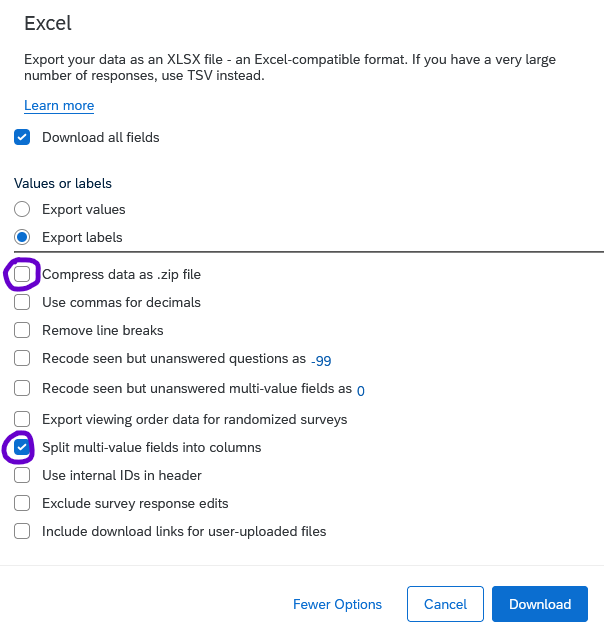 Excel
Export your data as an XLSX file - an Excel-compatible format. If you have a very large
number of responses, use TSV instead.
Learn more
Download all fields
Values or labels
Export values
Export labels
Compress data as .zip file
Use commas for decimals
Remove line breaks
Recode seen but unanswered questions as -99
Recode seen but unanswered multi-value fields as 0
Export viewing order data for randomized surveys
Split multi-value fields into columns
Use internal IDs in header
Exclude survey response edits
Include download links for user-uploaded files
Fewer Options Cancel Download